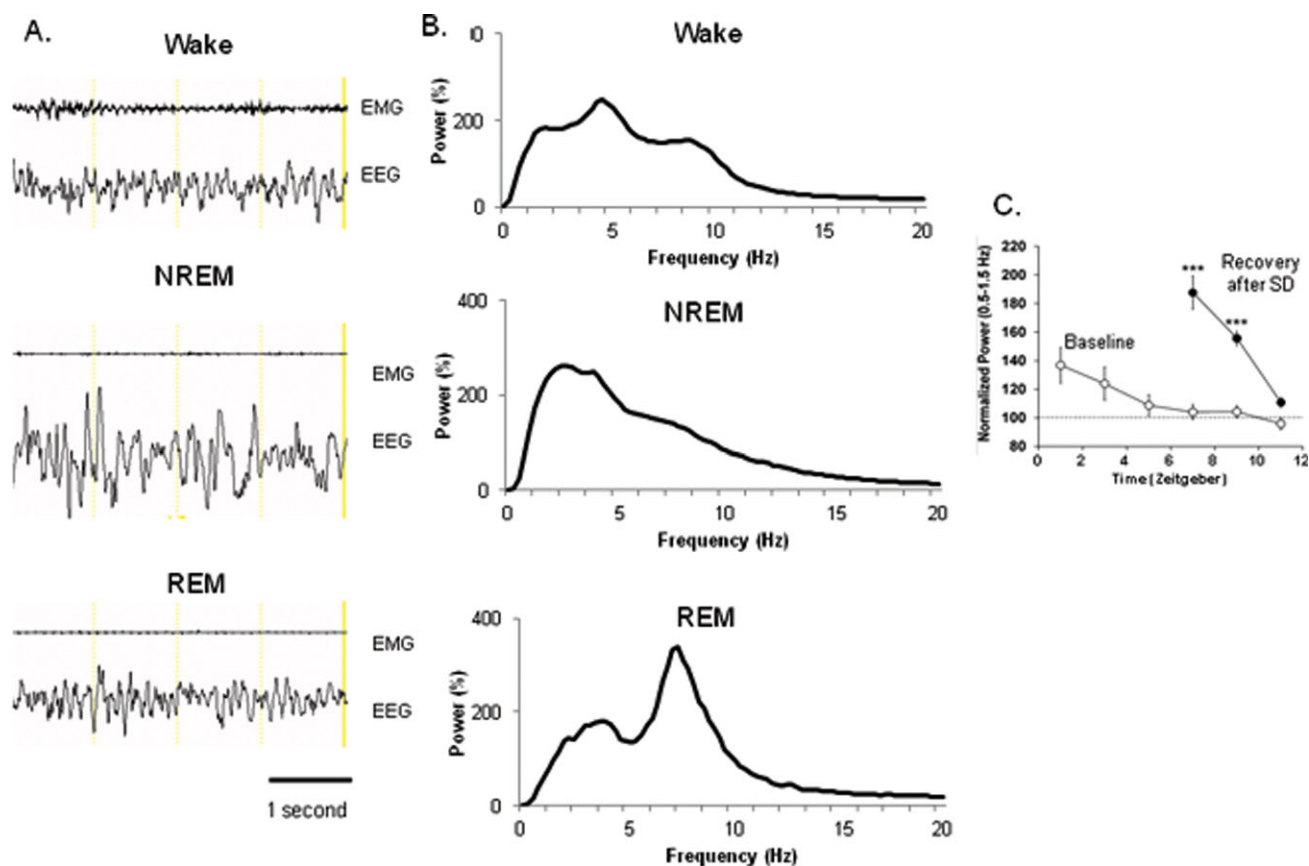 A.
Wake
EMG
EEG
NREM
EMG
EEG
REM
EMG
EEG
1 second
B.
Wake
Power (%)
200
0
0 5 10 15 20
Frequency (Hz)
NREM
Power (%)
400
200
0
0 5 10 15 20
Frequency (Hz)
REM
Power (%)
400
200
0
0 5 10 15 20
Frequency (Hz)
C.
Normalized Power (0.5-1.5 Hz)
220
200
180
160
140
120
100
80
***
***
Recovery
after SD
Baseline
0 2 4 6 8 10 12
Time [Zeitgeber]